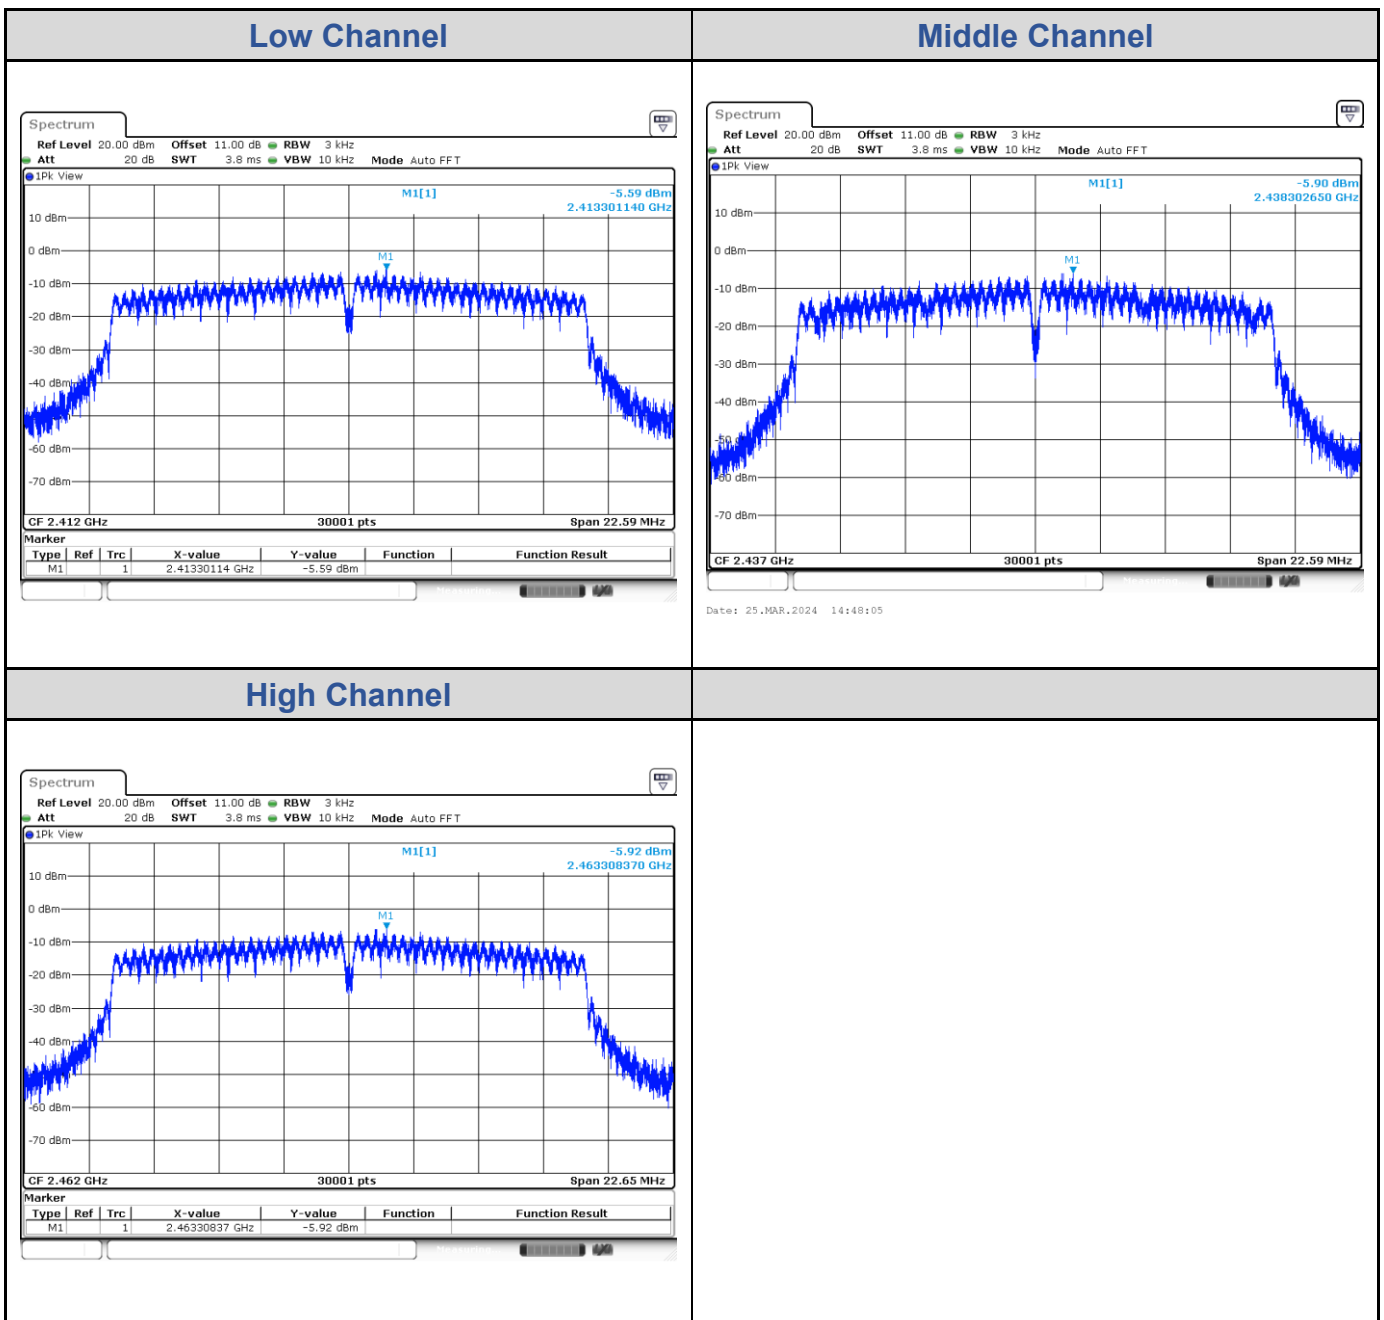 Low Channel
Middle Channel
Spectrum
Ref Level 20.00 dBm Offset 11.00 dB RBW 3 kHz
Att 20 dB SWT 3.8 ms VBW 10 kHz Mode Auto FFT
1Pk View
M1[1] -5.59 dBm
2.413301140 GHz
10 dBm
0 dBm
M1
-10 dBm
-20 dBm
-30 dBm
-40 dBm
-60 dBm
-70 dBm
CF 2.412 GHz 30001 pts Span 22.59 MHz
Marker
Type Ref Trc X-value Y-value Function Function Result
M1 1 2.41330114 GHz -5.59 dBm
Spectrum
Ref Level 20.00 dBm Offset 11.00 dB RBW 3 kHz
Att 20 dB SWT 3.8 ms VBW 10 kHz Mode Auto FFT
1Pk View
M1[1] -5.90 dBm
2.438302650 GHz
10 dBm
0 dBm
M1
-10 dBm
-20 dBm
-30 dBm
-40 dBm
-50 dBm
-60 dBm
-70 dBm
CF 2.437 GHz 30001 pts Span 22.59 MHz
Measuring...
Date: 25.MAR.2024 14:48:05
High Channel
Spectrum
Ref Level 20.00 dBm Offset 11.00 dB RBW 3 kHz
Att 20 dB SWT 3.8 ms VBW 10 kHz Mode Auto FFT
1Pk View
M1[1] -5.92 dBm
2.463308370 GHz
10 dBm
0 dBm
M1
-10 dBm
-20 dBm
-30 dBm
-40 dBm
-60 dBm
-70 dBm
CF 2.462 GHz 30001 pts Span 22.65 MHz
Marker
Type Ref Trc X-value Y-value Function Function Result
M1 1 2.46330837 GHz -5.92 dBm